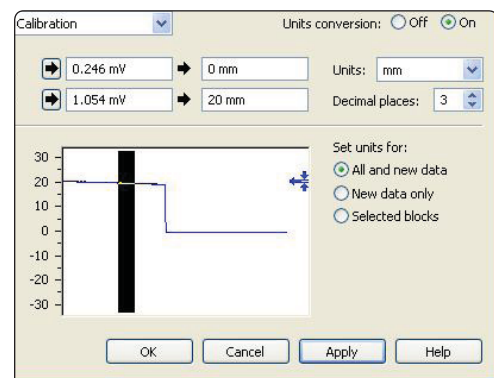 Calibration
Units conversion: Off On
0.246 mV 0 mm
Units: mm
1.054 mV 20 mm
Decimal places: 3
Set units for:
All and new data
New data only
Selected blocks
30
20
10
0
-10
-20
-30
OK Cancel Apply Help